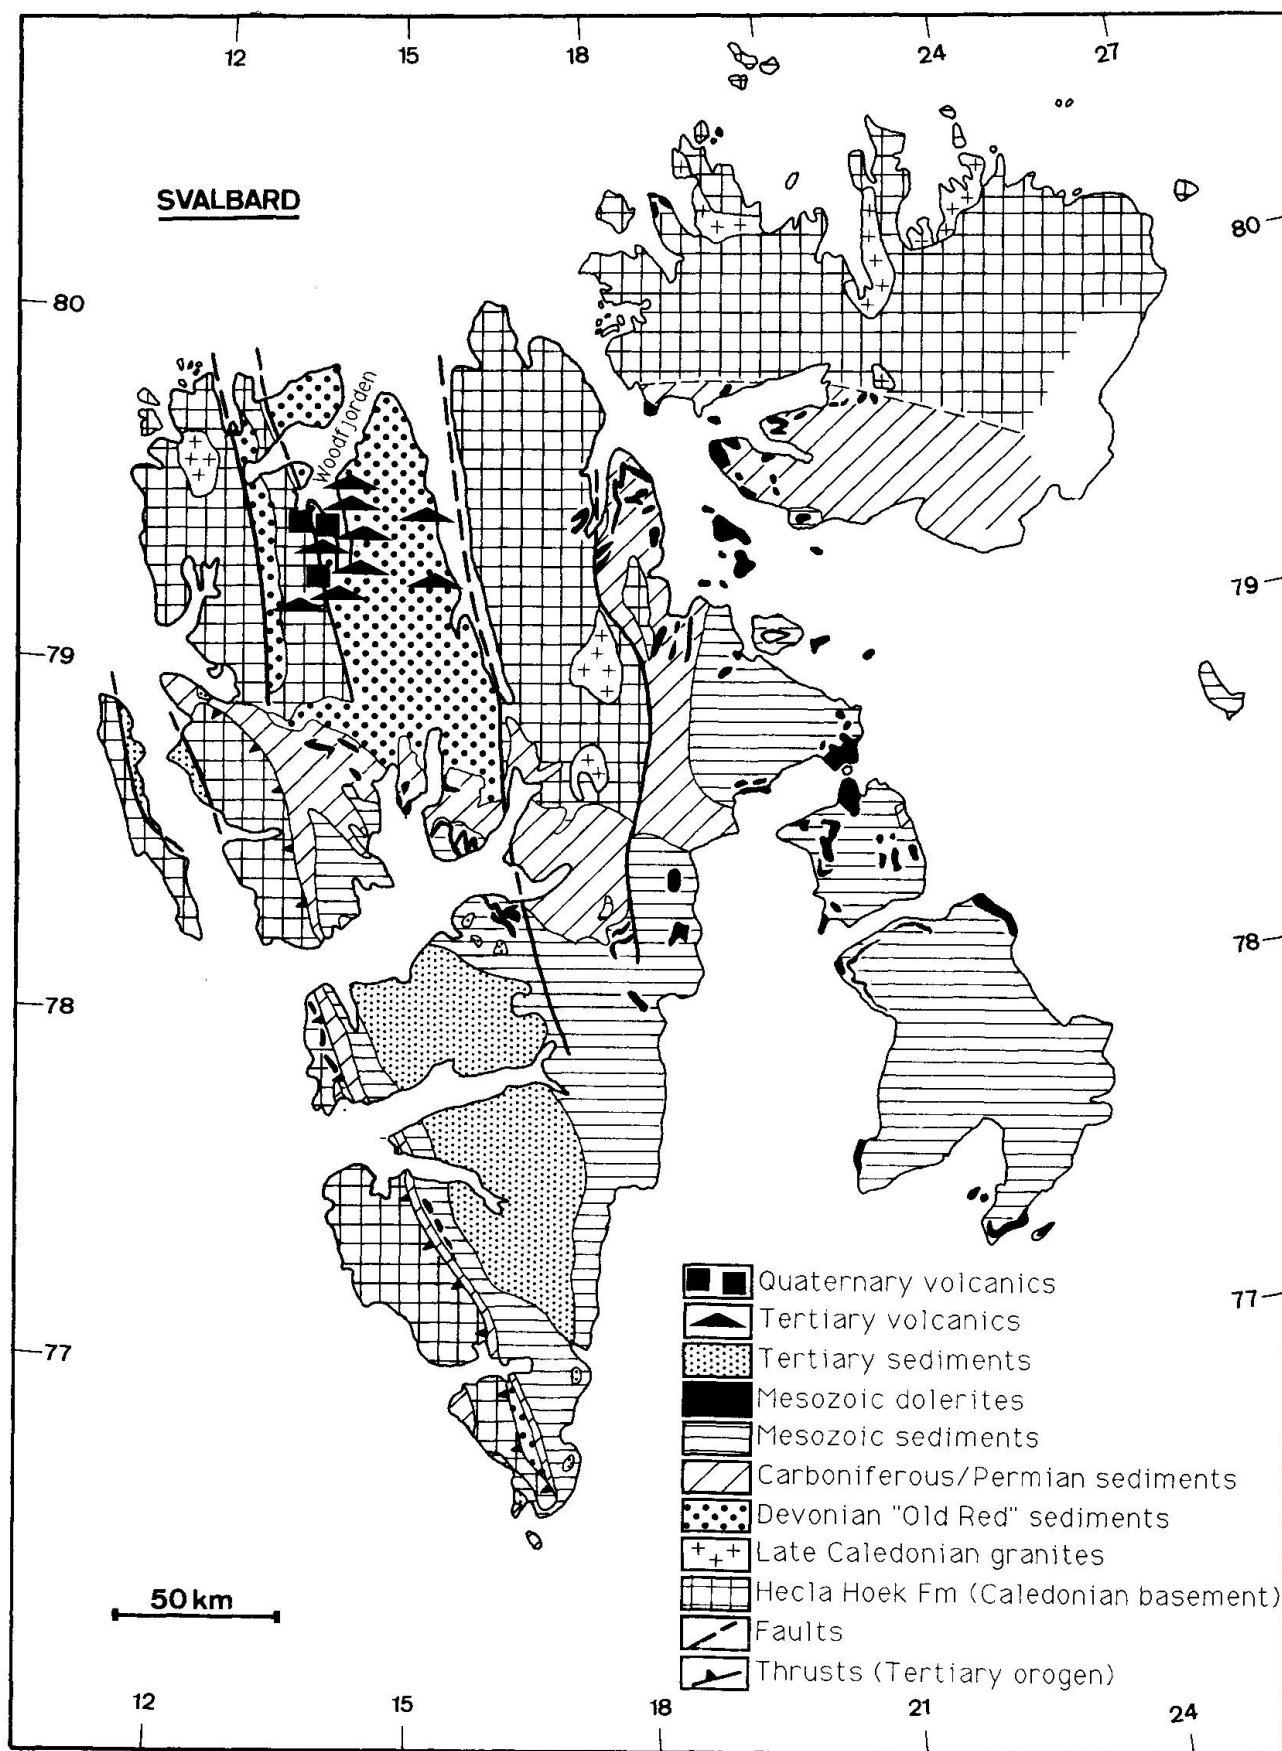 12 15 18 24 27
SVALBARD
80
80
Woodfjorden
79
79
78
78
77
77
Quaternary volcanics
Tertiary volcanics
Tertiary sediments
Mesozoic dolerites
Mesozoic sediments
Carboniferous/Permian sediments
Devonian "Old Red" sediments
Late Caledonian granites
Hecla Hoek Fm (Caledonian basement)
Faults
Thrusts (Tertiary orogen)
50 km
12 15 18 21 24